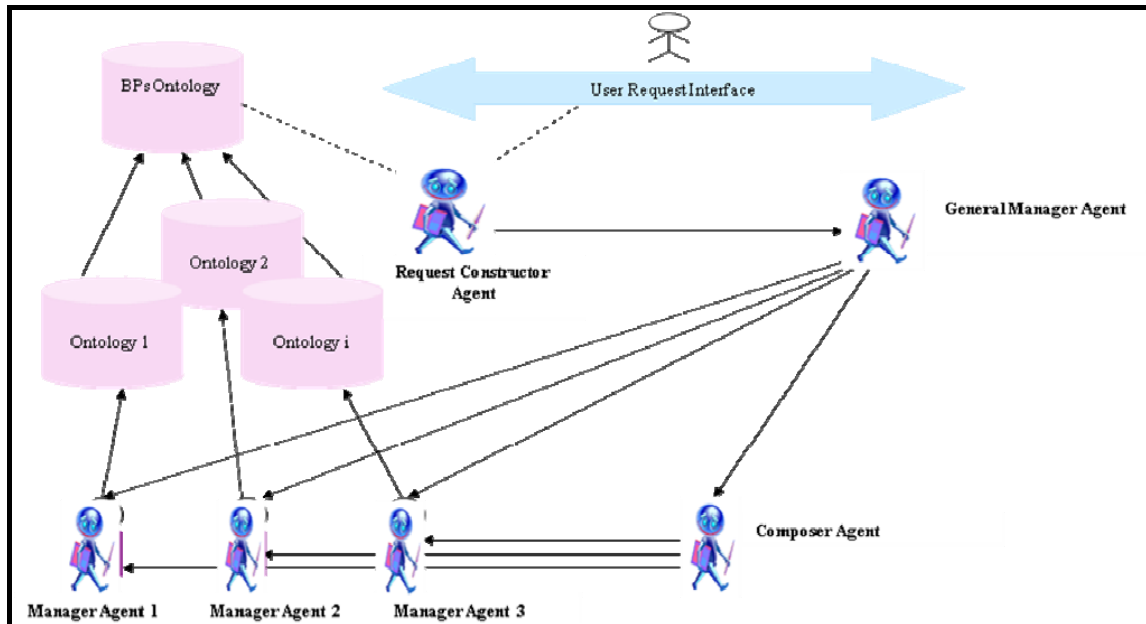 BPs Ontology
User Request Interface
Ontology 2
General Manager Agent
Request Constructor
Agent
Ontology 1
Ontology i
Composer Agent
Manager Agent 1
Manager Agent 2
Manager Agent 3